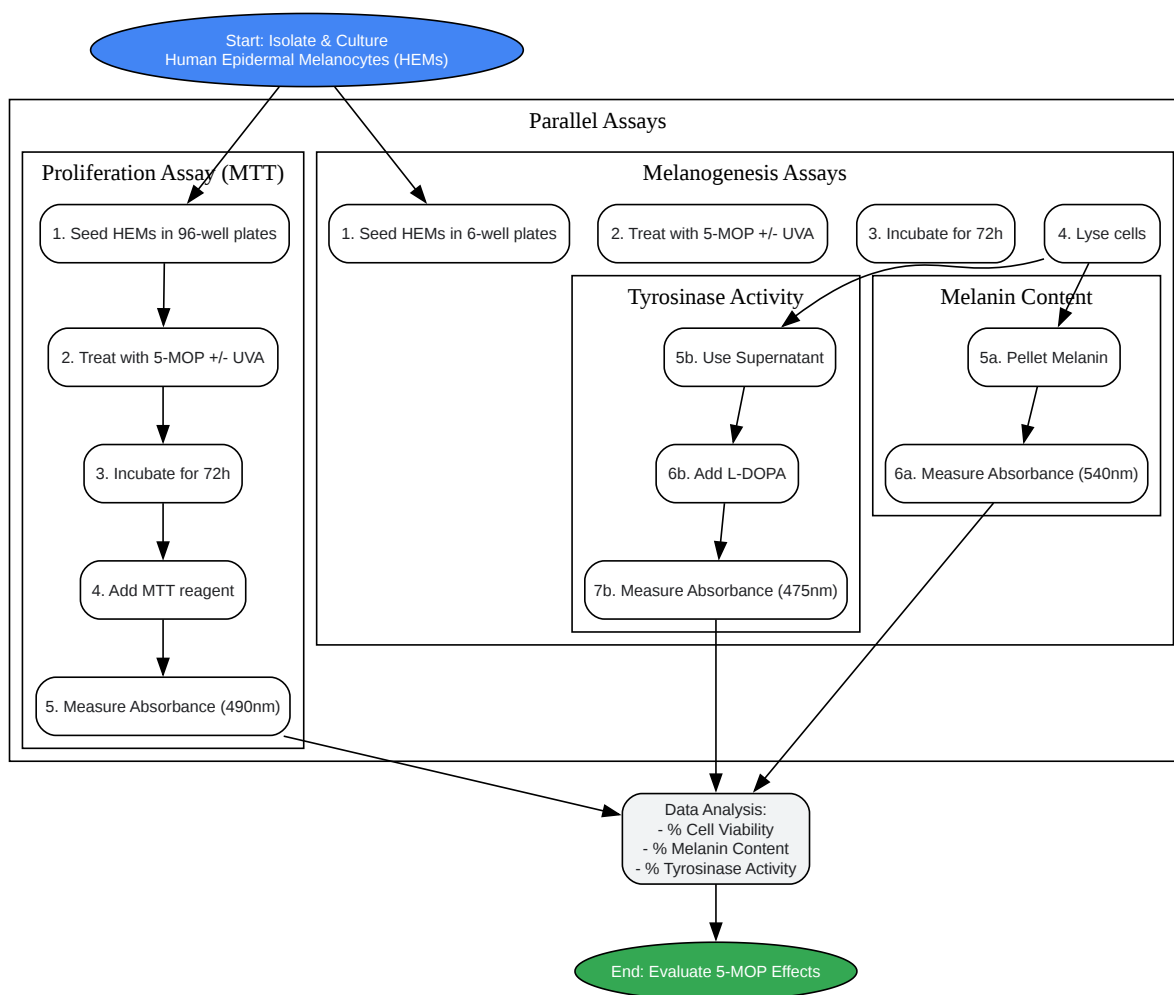 Start: Isolate & Culture
Human Epidermal Melanocytes (HEMs)
Parallel Assays
Proliferation Assay (MTT)
1. Seed HEMs in 96-well plates
2. Treat with 5-MOP +/- UVA
3. Incubate for 72h
4. Add MTT reagent
5. Measure Absorbance (490nm)
Melanogenesis Assays
1. Seed HEMs in 6-well plates
2. Treat with 5-MOP +/- UVA
3. Incubate for 72h
4. Lyse cells
Tyrosinase Activity
5b. Use Supernatant
6b. Add L-DOPA
7b. Measure Absorbance (475nm)
Melanin Content
5a. Pellet Melanin
6a. Measure Absorbance (540nm)
Data Analysis:
- % Cell Viability
- % Melanin Content
- % Tyrosinase Activity
End: Evaluate 5-MOP Effects